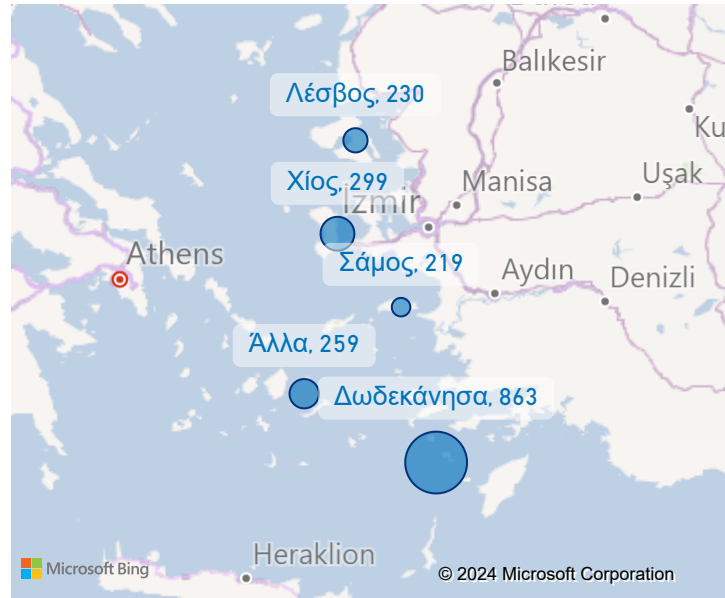 Balıkesir
Λέσβος, 230
Ku
Χίος, 299
Uşak
Manisa
İzmir
Athens
Σάμος, 219
Aydın
Denizli
Άλλα, 259
Δωδεκάνησα, 863
Heraklion
Microsoft Bing
© 2024 Microsoft Corporation